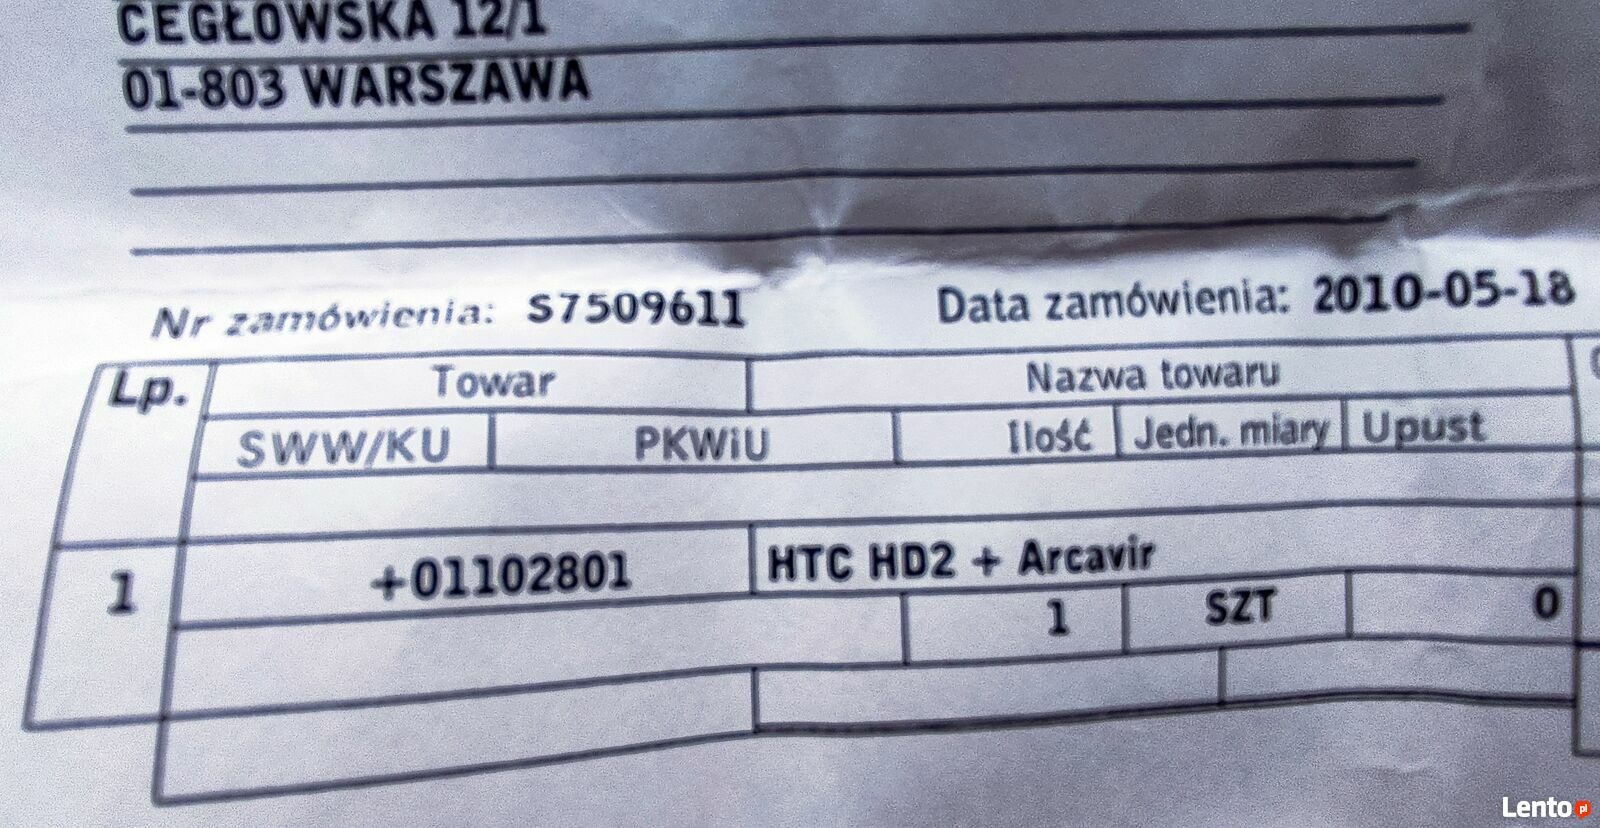 CEGŁOWSKA 12/1
01-803 WARSZAWA
Nr zamówienia: S7509611 Data zamówienia: 2010-05-18
Lp. Towar Nazwa towaru
SWW/KU PKWiU Ilość Jedn. miary Upust
1 +01102801 HTC HD2 + Arcavir
1 SZT 0
Lento.pl